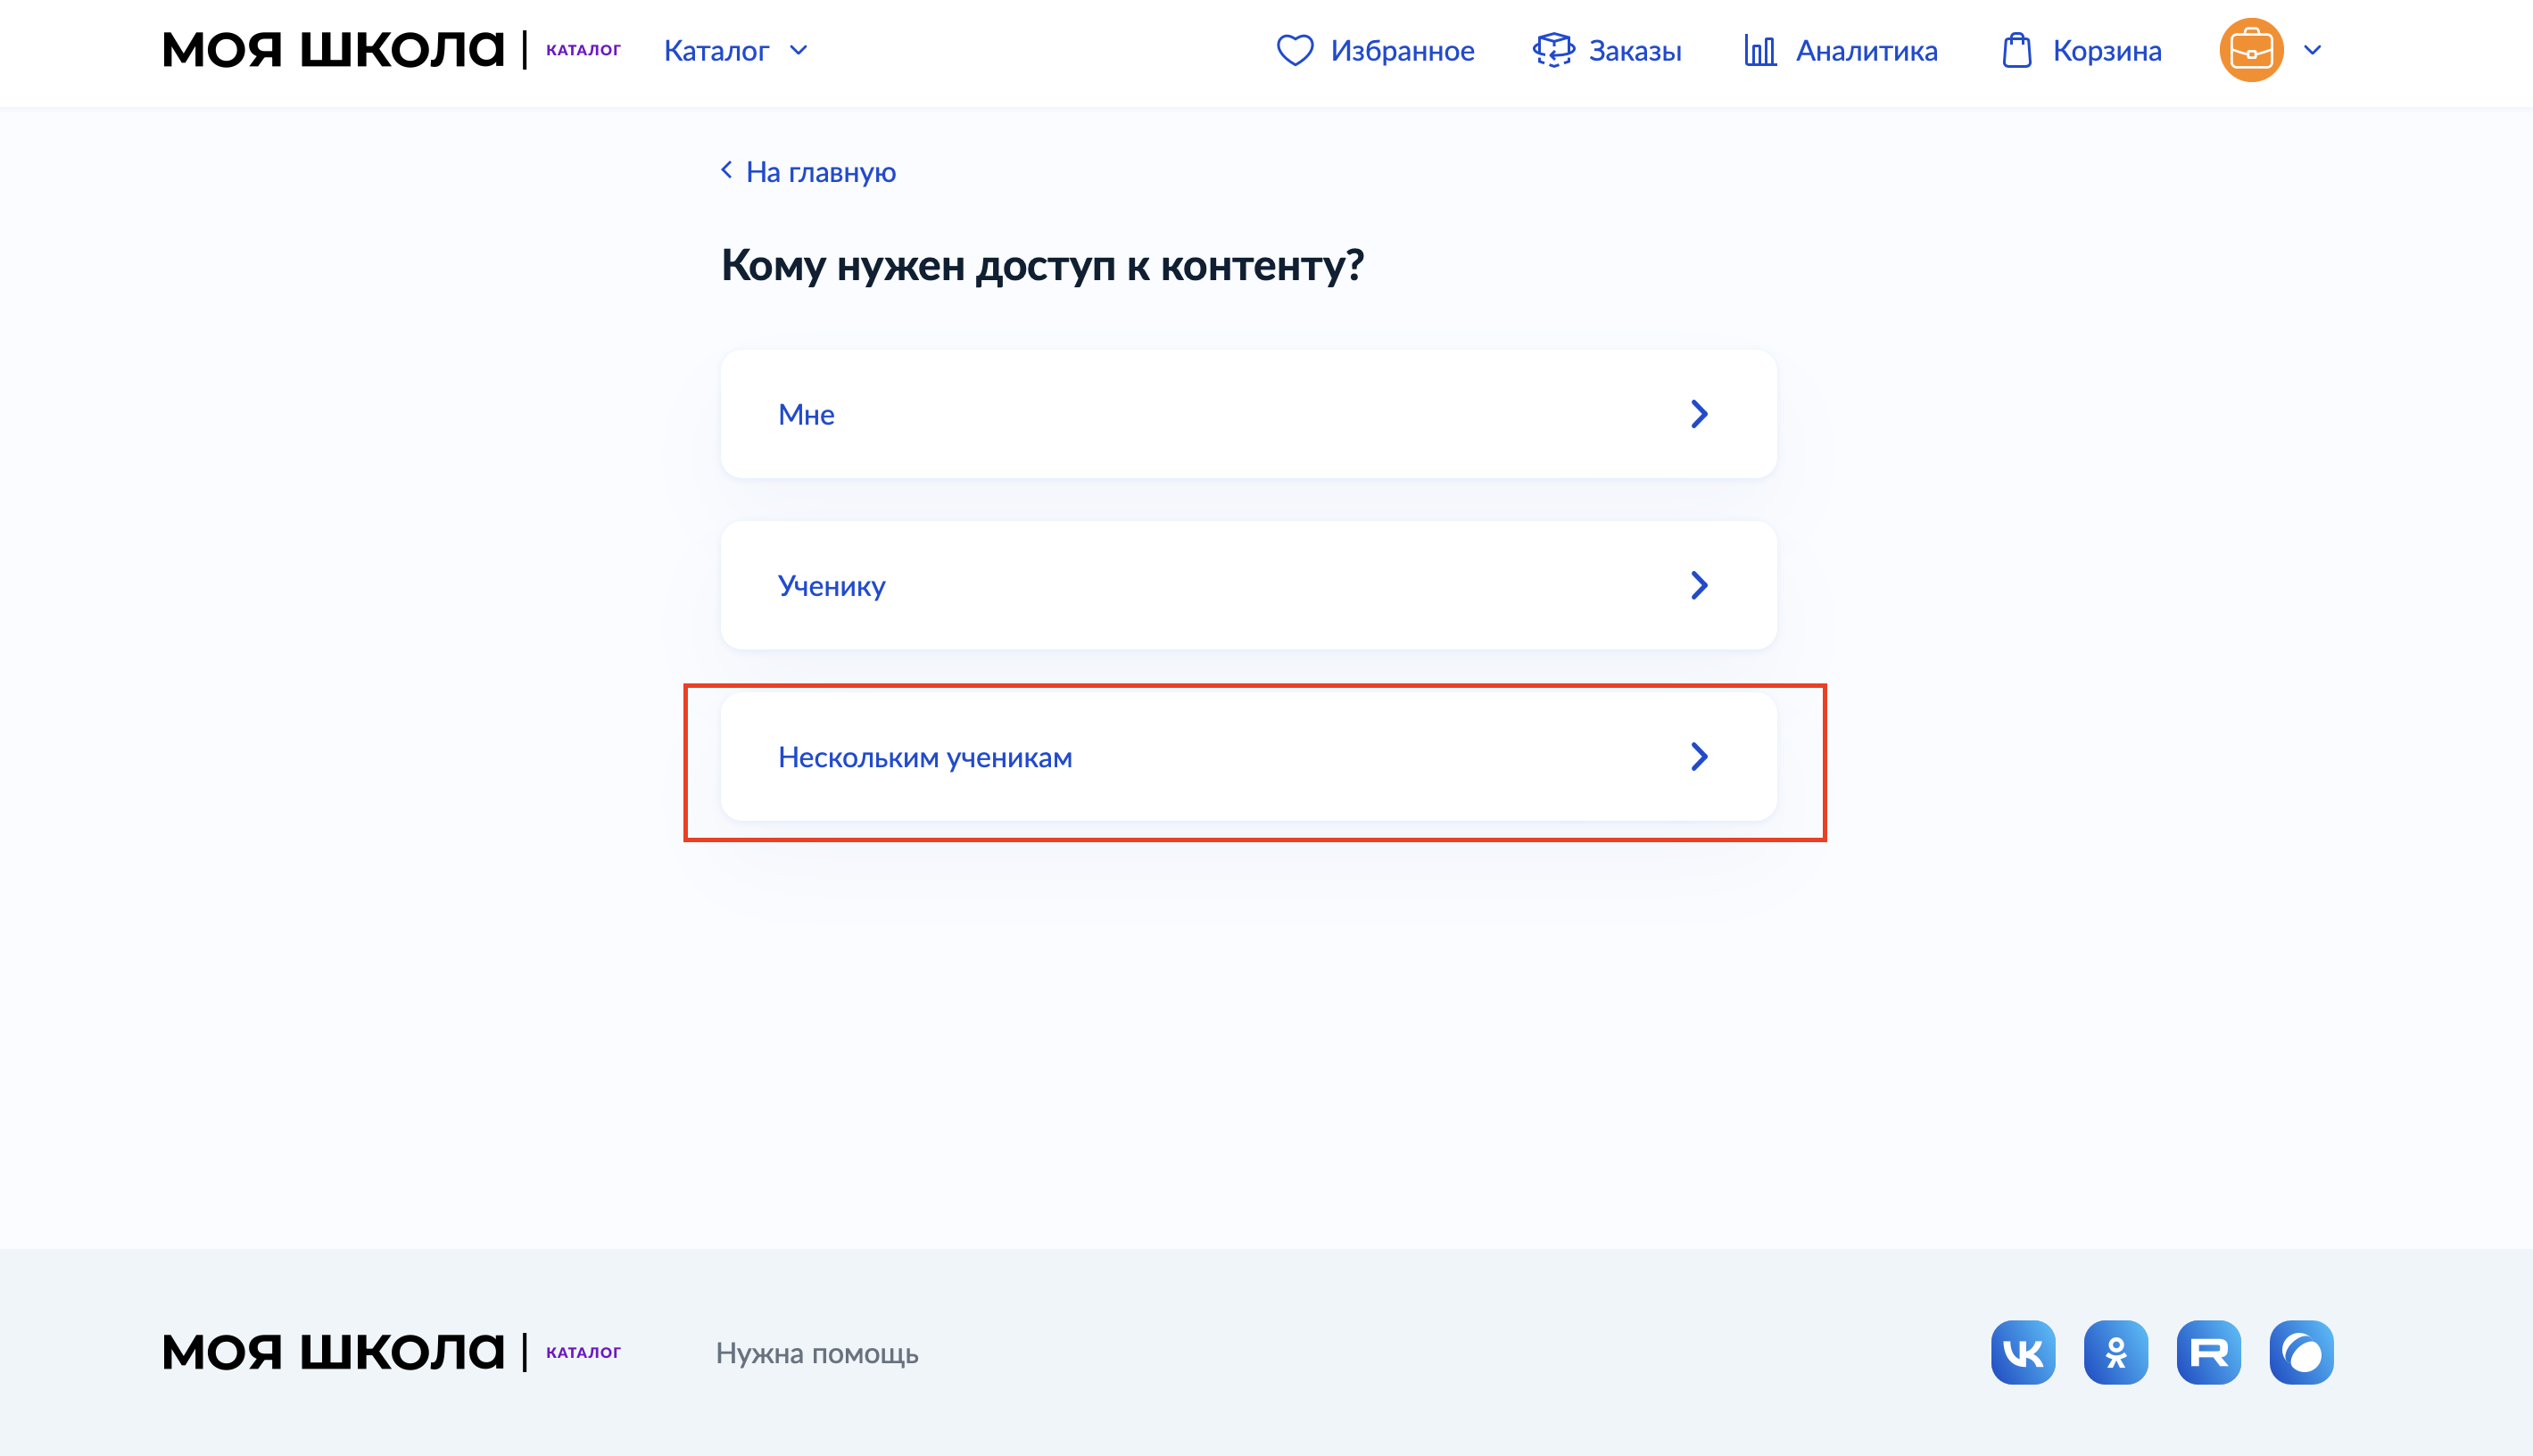 моя школа | КАТАЛОГ Каталог Избранное Заказы Аналитика Корзина
На главную
Кому нужен доступ к контенту?
Мне
Ученику
Нескольким ученикам
моя школа | КАТАЛОГ Нужна помощь